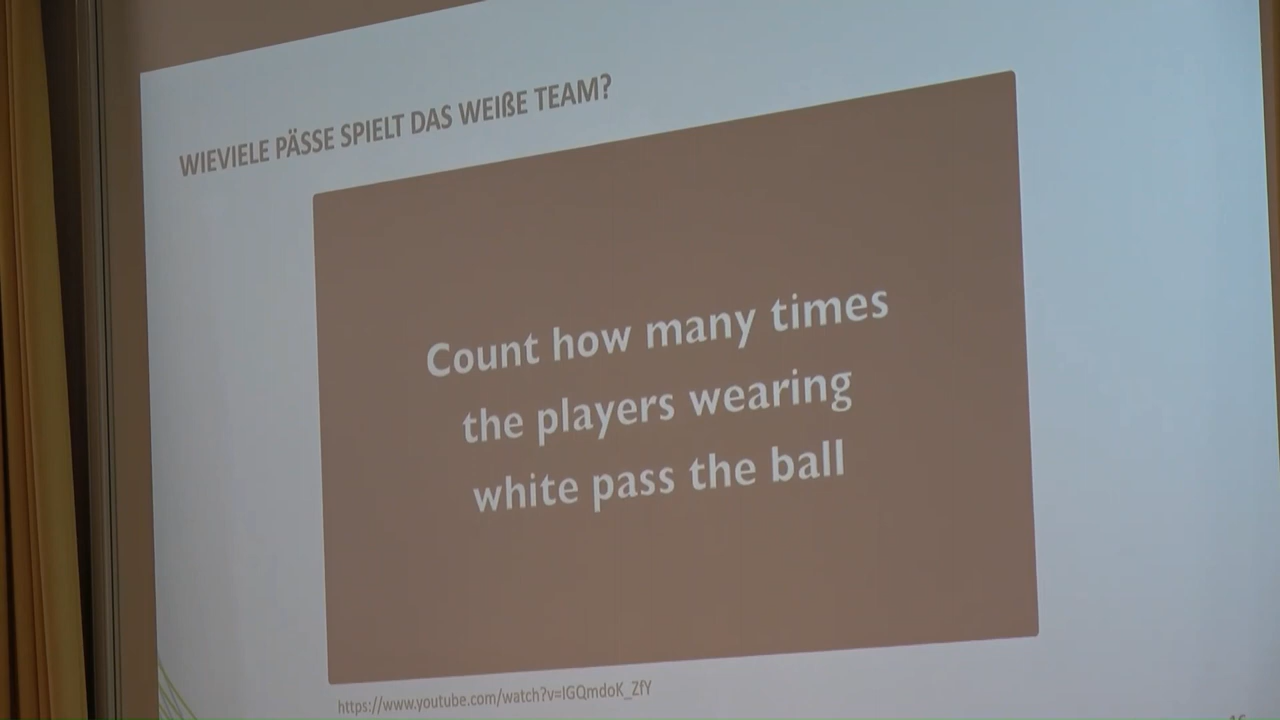 WIEVIELE PÄSSE SPIELT DAS WEIßE TEAM?
Count how many times
the players wearing
white pass the ball
https://www.youtube.com/watch?v=IGQmdoK_ZfY